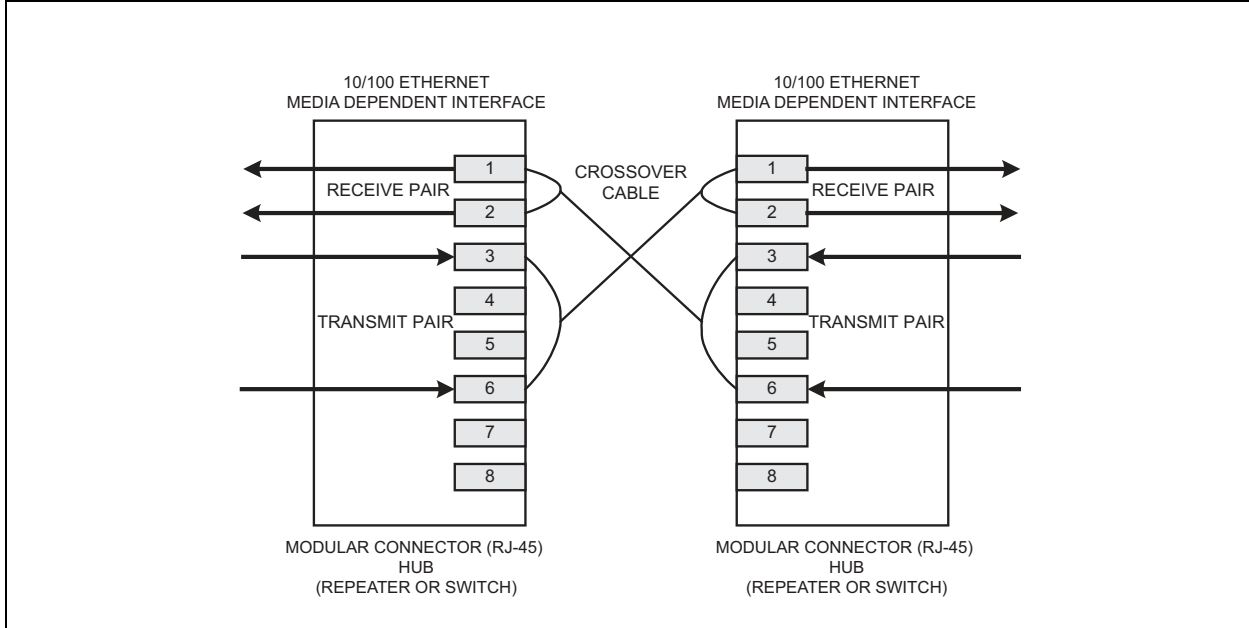 10/100 ETHERNET
MEDIA DEPENDENT INTERFACE
1
RECEIVE PAIR
2
3
4
TRANSMIT PAIR
5
6
7
8
MODULAR CONNECTOR (RJ-45)
HUB
(REPEATER OR SWITCH)
CROSSOVER
CABLE
10/100 ETHERNET
MEDIA DEPENDENT INTERFACE
1
RECEIVE PAIR
2
3
4
TRANSMIT PAIR
5
6
7
8
MODULAR CONNECTOR (RJ-45)
HUB
(REPEATER OR SWITCH)